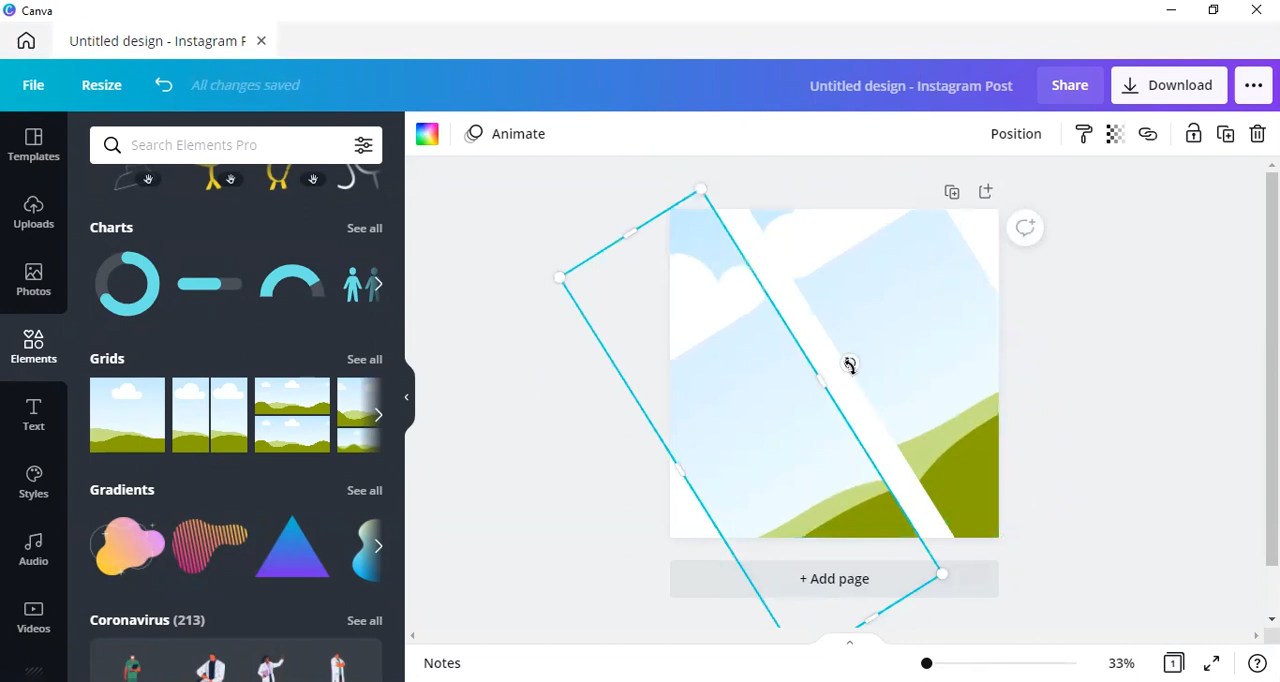 Canva
Untitled design - Instagram F
File
Resize
All changes saved
Untitled design - Instagram Post
Share
Download
Templates
Uploads
Photos
Elements
Text
Styles
Audio
Videos
Search Elements Pro
Animate
Position
Charts
See all
Grids
See all
Gradients
See all
Coronavirus (213)
See all
+ Add page
Notes
33%
1